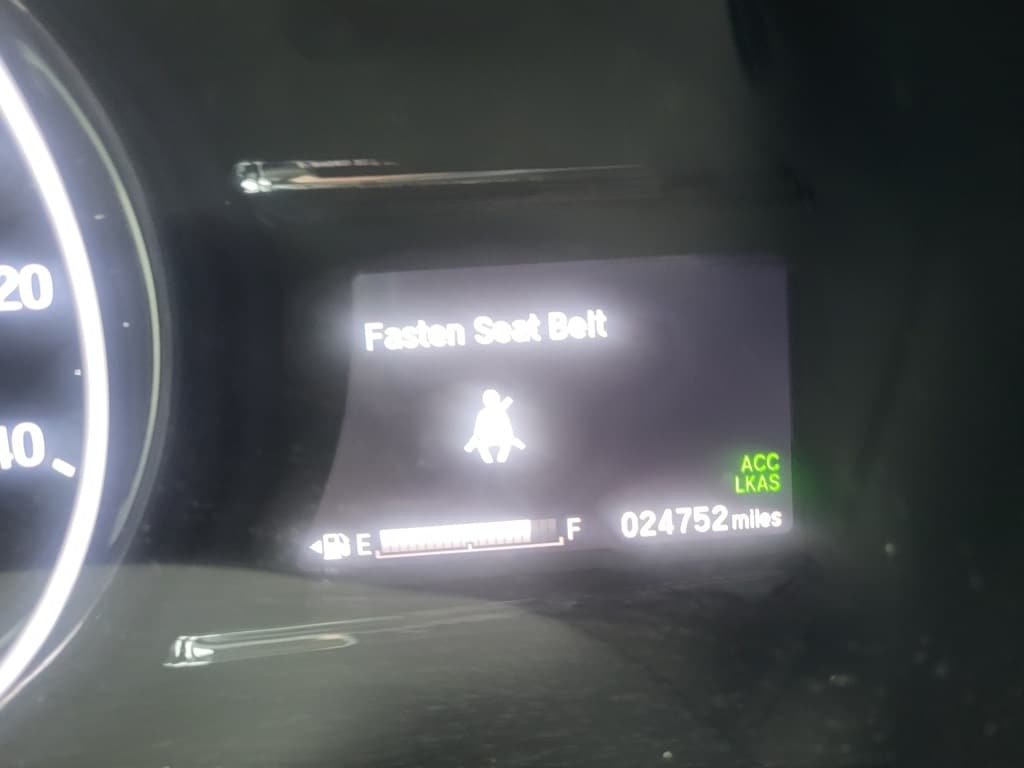 Fasten Seat Belt
20
40
ACC
LKAS
E
F
024752 miles